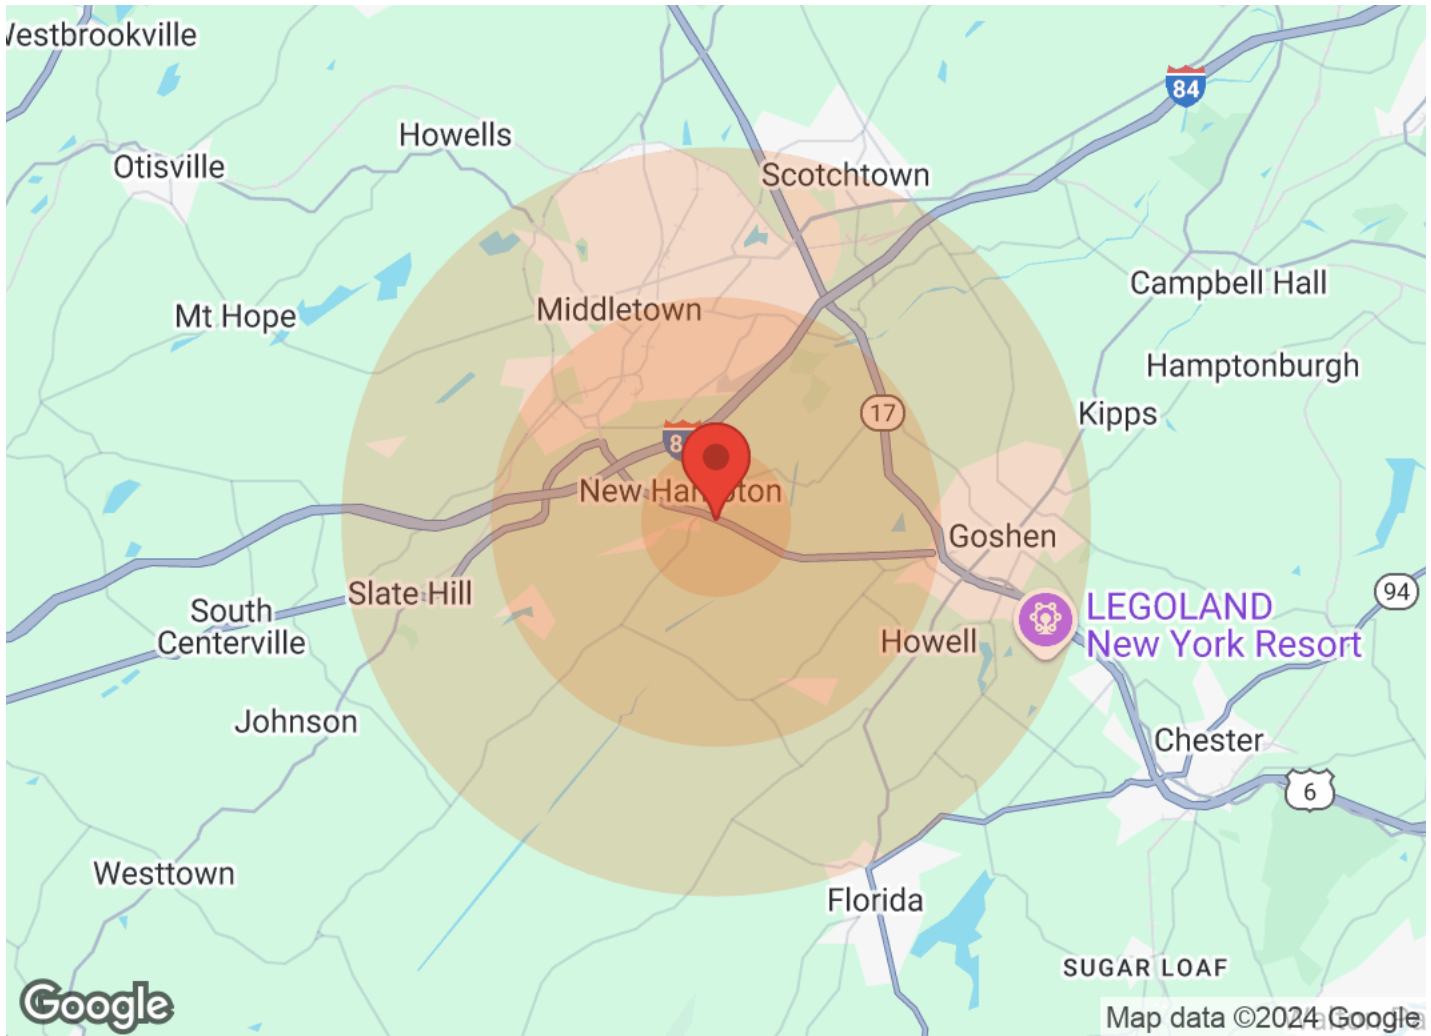 Westbrookville
84
Howells
Otisville
Scotchtown
Campbell Hall
Mt Hope
Middletown
Hamptonburgh
17
Kipps
8
New Hampton
Goshen
Slate Hill
94
South
Centerville
LEGOLAND
New York Resort
Howell
Johnson
Chester
6
Westtown
Florida
SUGAR LOAF
Google
Map data ©2024 Google